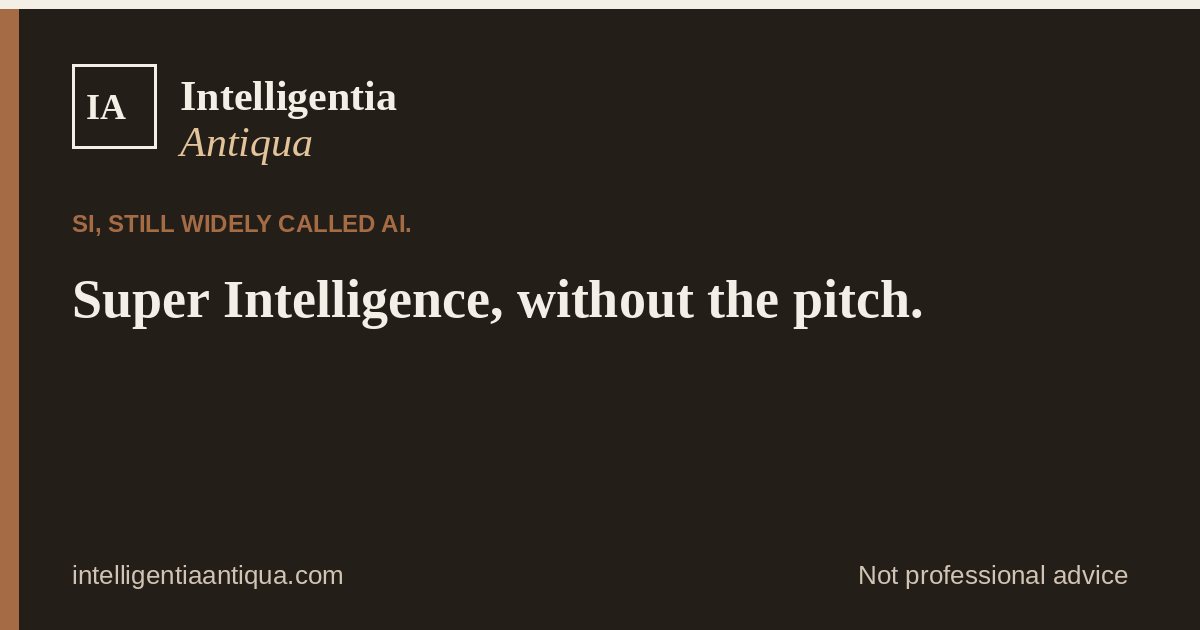 IA
Intelligentia
Antiqua
SI, STILL WIDELY CALLED AI.
Super Intelligence, without the pitch.
intelligentiaantiqua.com
Not professional advice